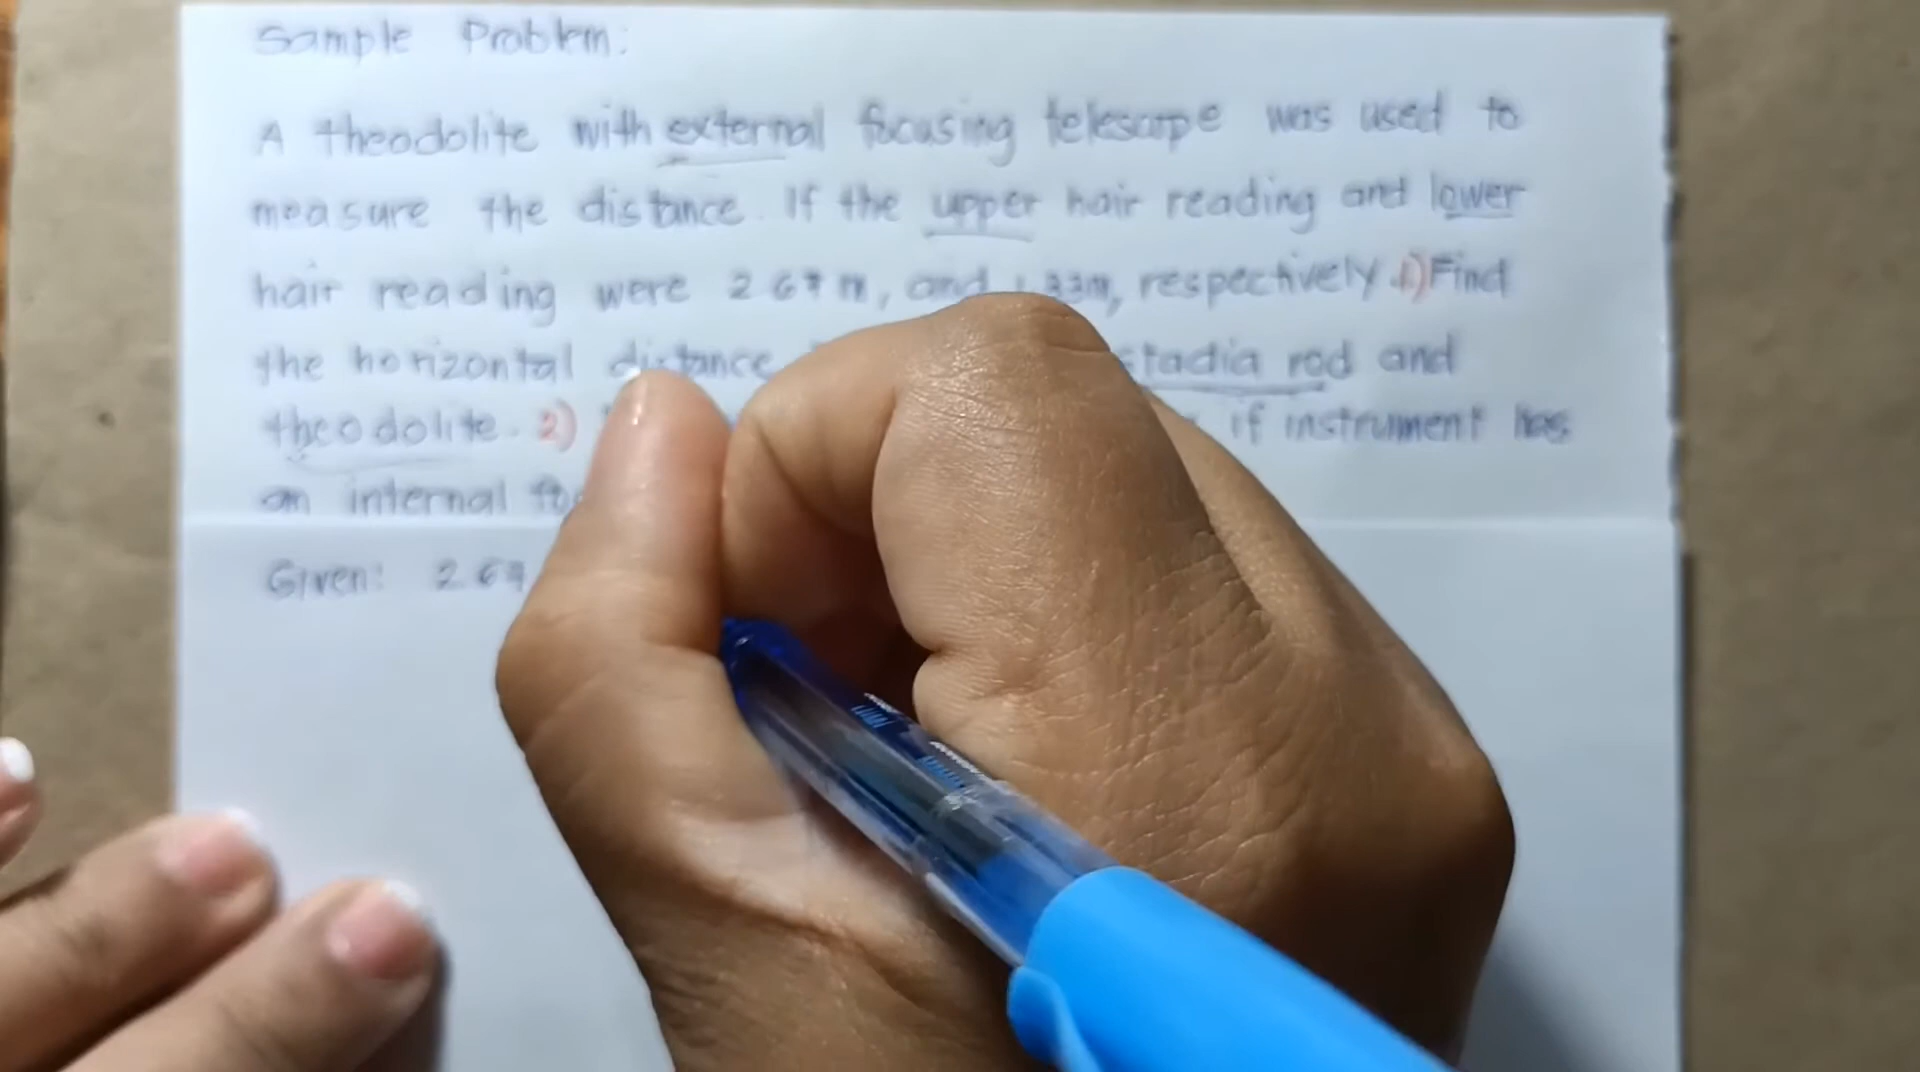 Sample Problem:
A theodolite with external focusing telescope was used to
measure the distance. If the upper hair reading and lower
hair reading were 2.67 m, and 1.33m, respectively. 1) Find
the horizontal distance stadia rod and
theodolite. 2) if instrument has
an internal
Given: 2.67